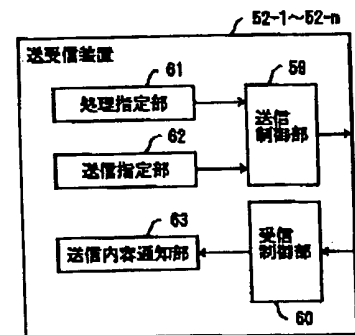 52-1～52-n
送受信装置
61
処理指定部
59
送信
制御部
62
送信指定部
63
送信内容通知部
受信
制御部
60